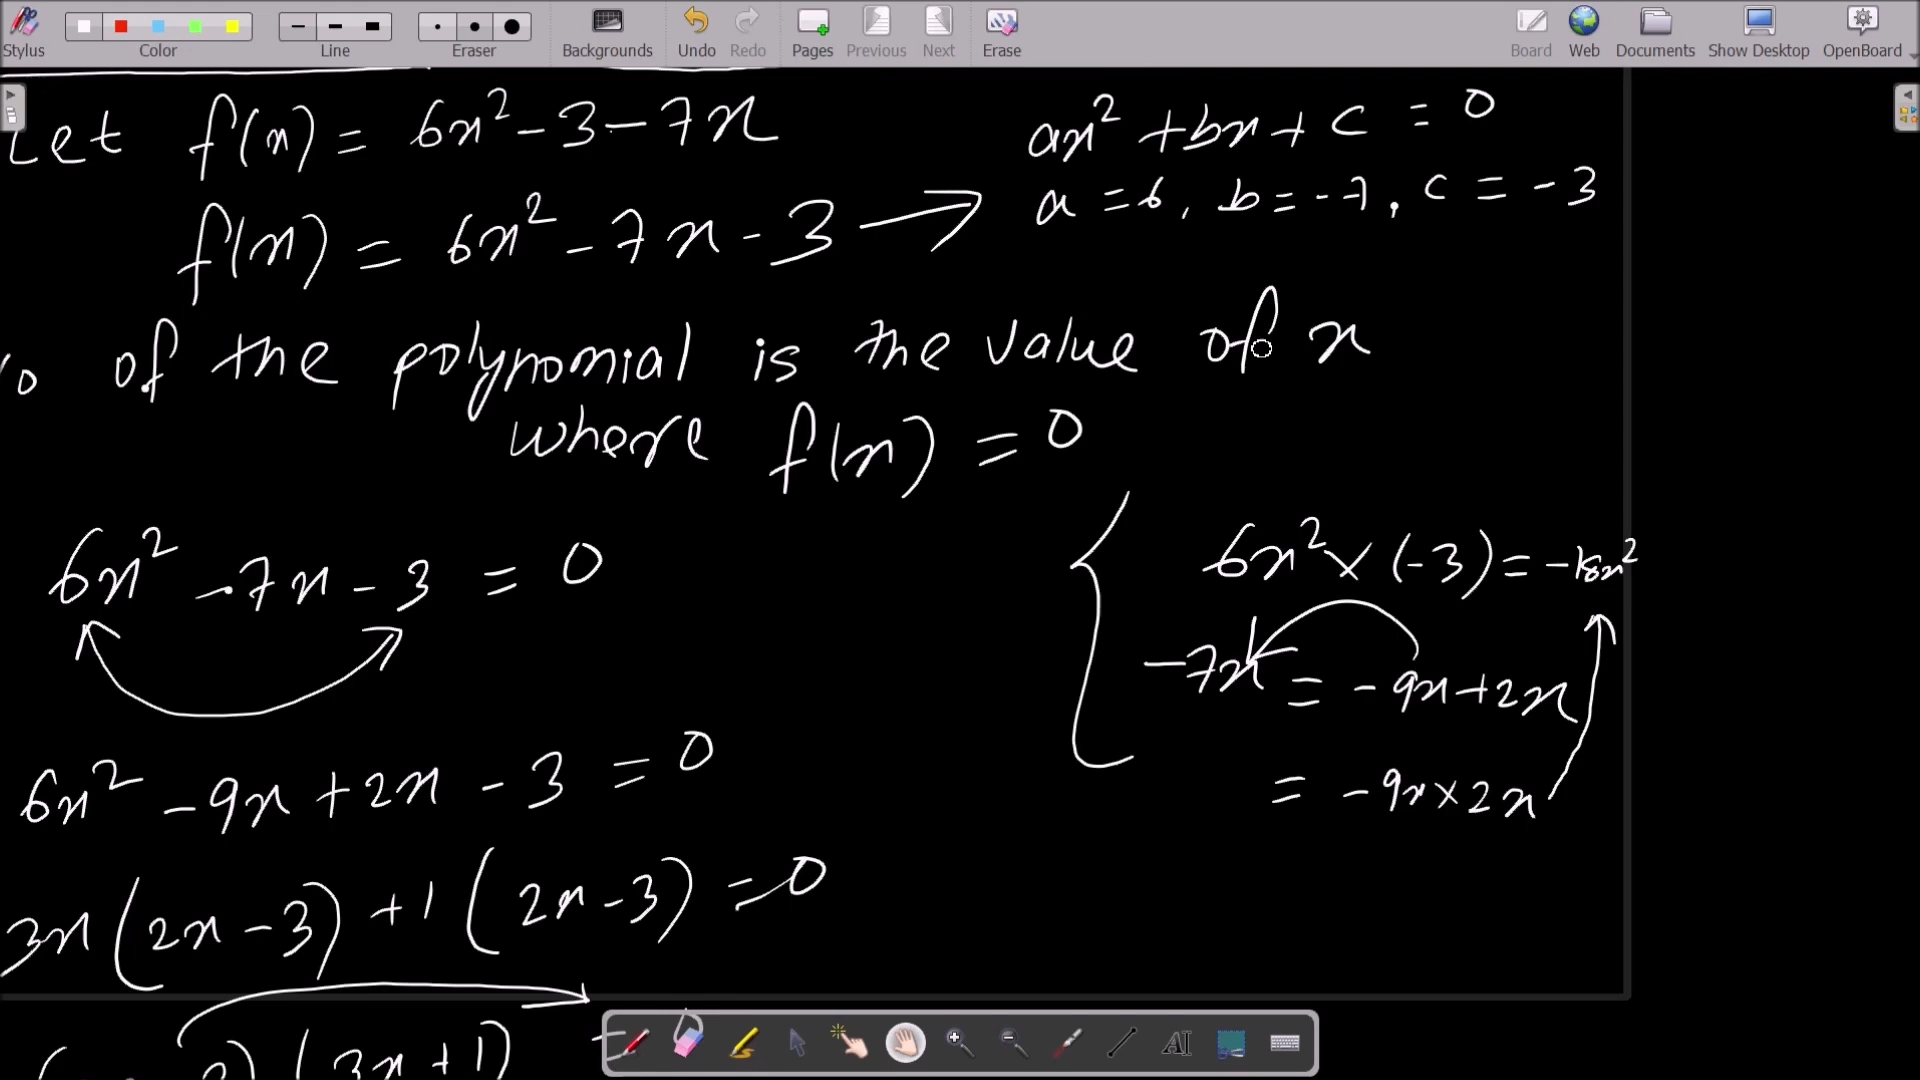 Stylus Color Line Eraser Backgrounds Undo Redo Pages Previous Next Erase Board Web Documents Show Desktop OpenBoard
Let f(x) = 6x² - 3 - 7x
f(x) = 6x² - 7x - 3 →
ax² + bx + c = 0
a = 6, b = -7, c = -3
of the polynomial is the value of x
where f(x) = 0
6x² - 7x - 3 = 0
6x² - 9x + 2x - 3 = 0
3x(2x - 3) + 1(2x - 3) = 0
(3x + 1) =
6x² × (-3) = -18x²
-7x = -9x + 2x
= -9x × 2x
AI